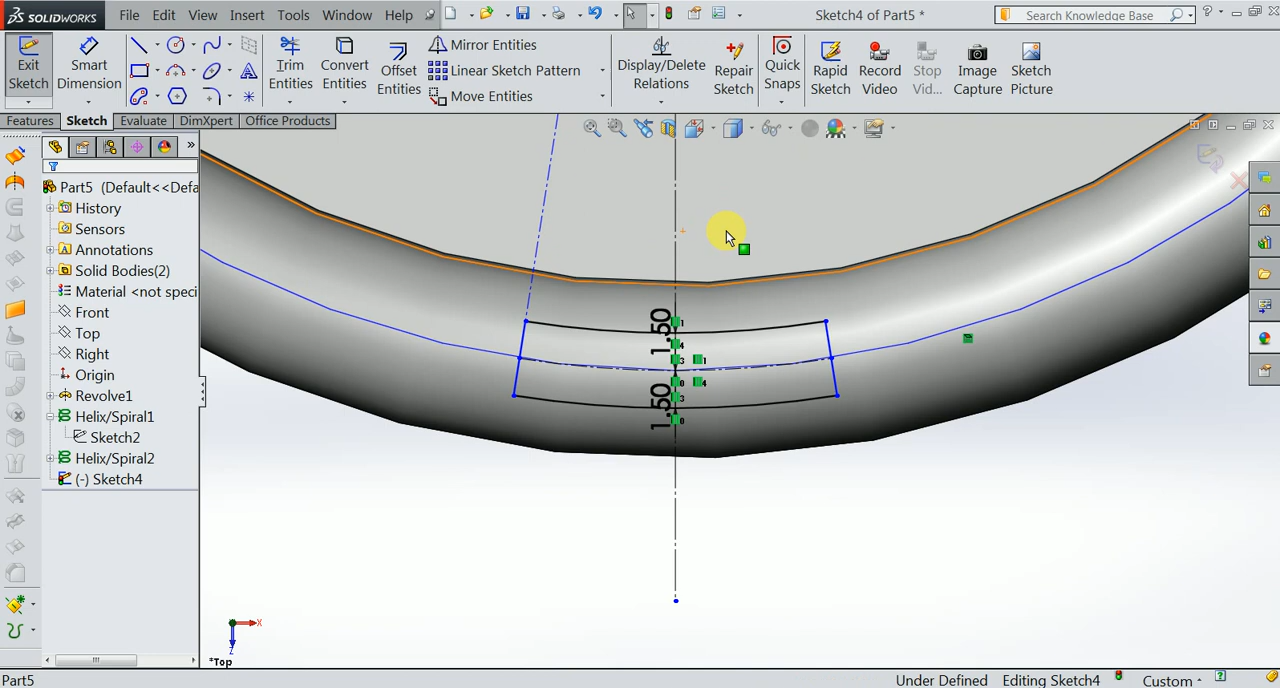 SOLIDWORKS File Edit View Insert Tools Window Help Sketch4 of Part5 * Search Knowledge Base
Exit Sketch
Smart Dimension
Trim Entities
Convert Entities
Offset Entities
Mirror Entities
Linear Sketch Pattern
Move Entities
Display/Delete Relations
Repair Sketch
Quick Snaps
Rapid Sketch
Record Video
Stop Vid...
Image Capture
Sketch Picture
Features Sketch Evaluate DimXpert Office Products
Part5 (Default<<Defa
History
Sensors
Annotations
Solid Bodies(2)
Material <not speci
Front
Top
Right
Origin
Revolve1
Helix/Spiral1
Sketch2
Helix/Spiral2
(-) Sketch4
1.50
1.50
X
Z
*Top
Part5 Under Defined Editing Sketch4 Custom